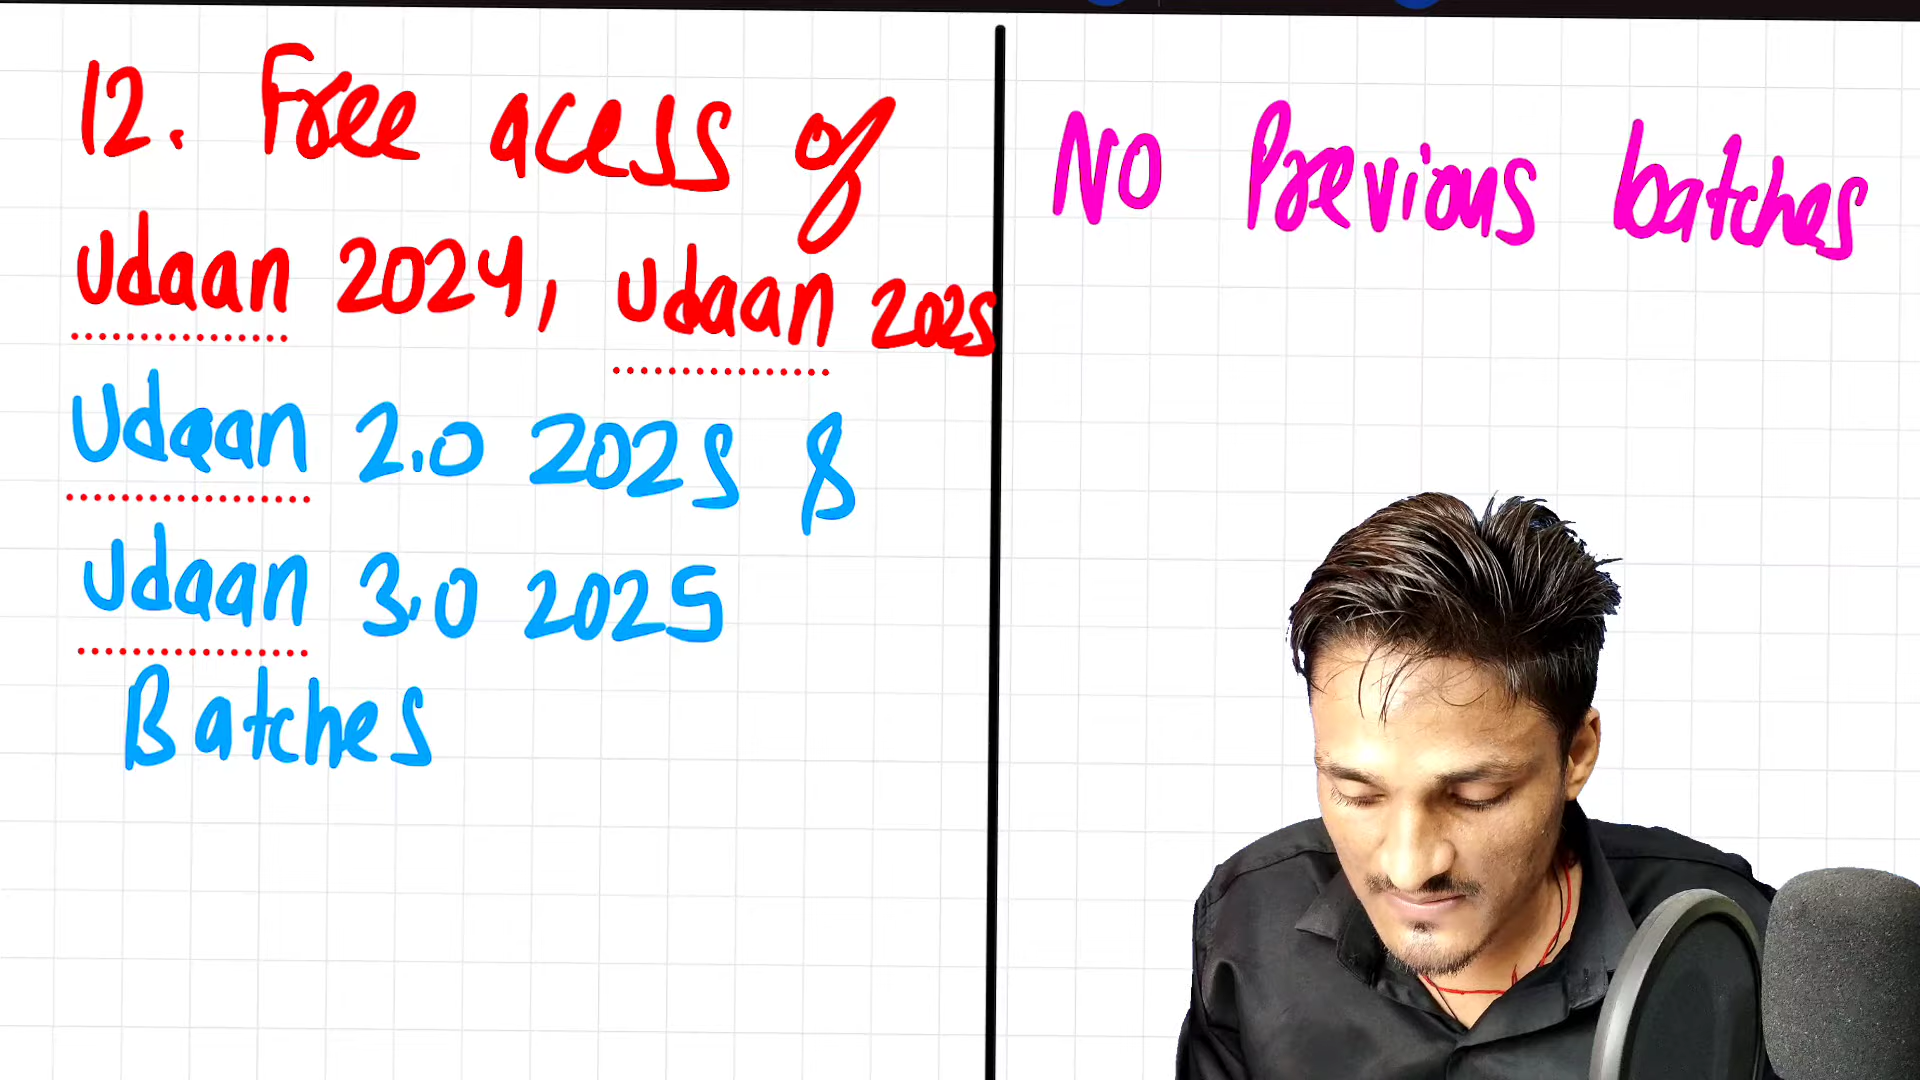 12. Free acess of
Udaan 2024, Udaan 2025
Udaan 2.0 2025 &
Udaan 3.0 2025
Batches
NO Previous batches